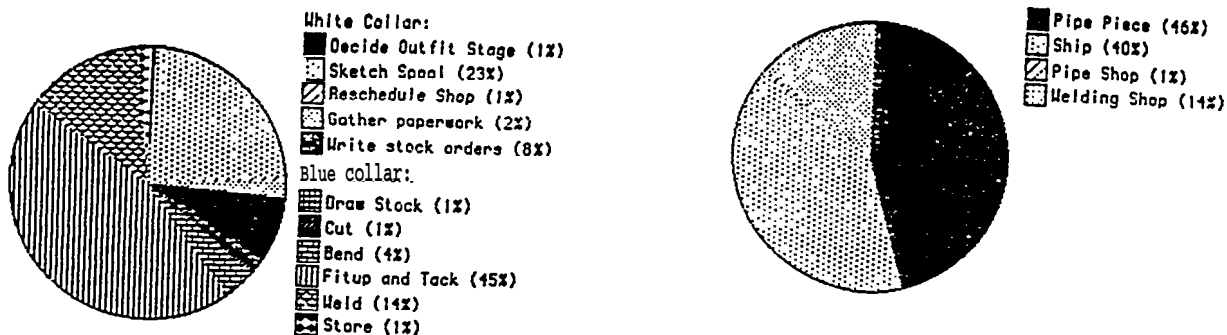 White Collar:
Decide Outfit Stage (1%)
Sketch Spool (23%)
Reschedule Shop (1%)
Gather paperwork (2%)
Write stock orders (8%)
Blue collar:
Draw Stock (1%)
Cut (1%)
Bend (4%)
Fitup and Tack (45%)
Weld (14%)
Store (1%)
Pipe Piece (46%)
Ship (40%)
Pipe Shop (1%)
Welding Shop (14%)